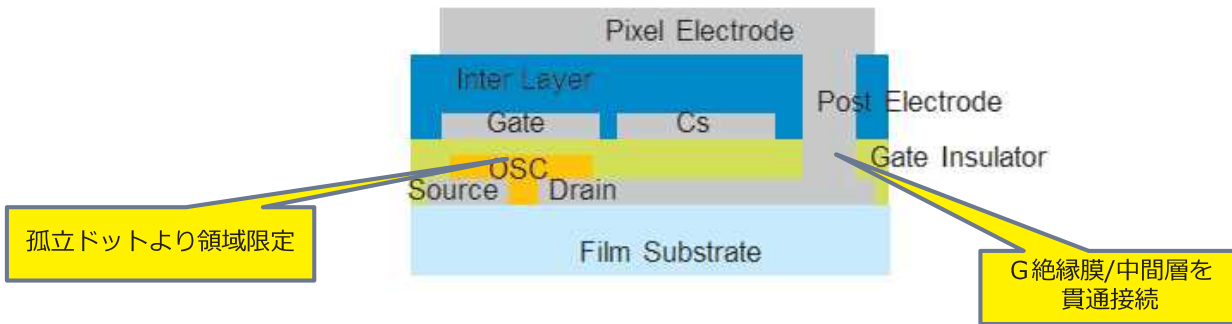 Pixel Electrode
Inter Layer
Post Electrode
Gate
Cs
Gate Insulator
OSC
Source
Drain
孤立ドットより領域限定
Film Substrate
G絶縁膜/中間層を
貫通接続